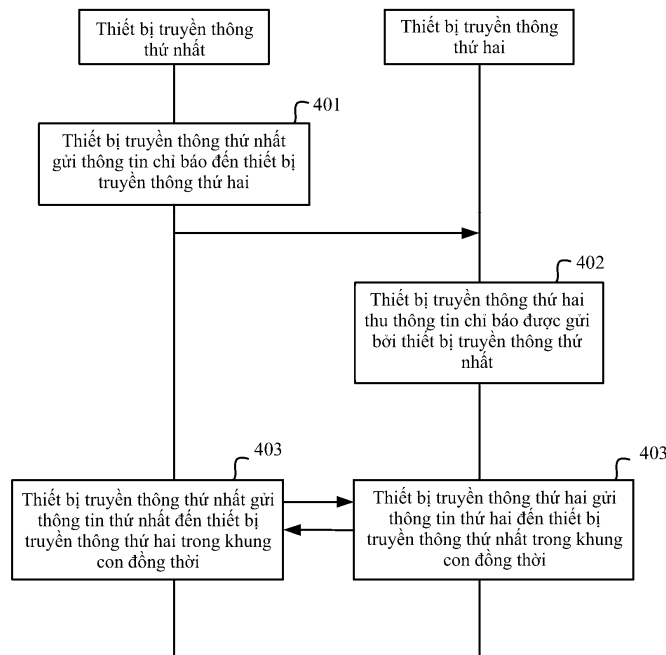 Thiết bị truyền thông
thứ nhất
Thiết bị truyền thông
thứ hai
401
Thiết bị truyền thông thứ nhất
gửi thông tin chỉ báo đến thiết bị
truyền thông thứ hai
402
Thiết bị truyền thông thứ hai
thu thông tin chỉ báo được gửi
bởi thiết bị truyền thông thứ
nhất
403
Thiết bị truyền thông thứ nhất gửi
thông tin thứ nhất đến thiết bị
truyền thông thứ hai trong khung
con đồng thời
403
Thiết bị truyền thông thứ hai gửi
thông tin thứ hai đến thiết bị
truyền thông thứ nhất trong khung
con đồng thời